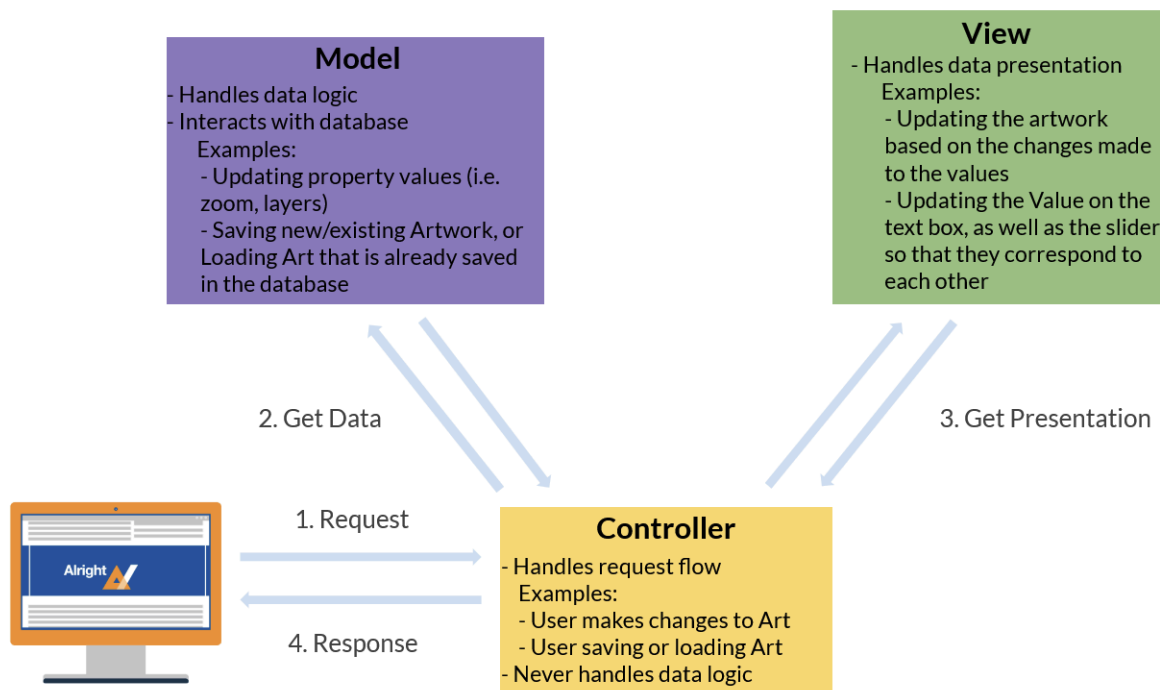 Model
- Handles data logic
- Interacts with database
Examples:
- Updating property values (i.e.
zoom, layers)
- Saving new/existing Artwork, or
Loading Art that is already saved
in the database
View
- Handles data presentation
Examples:
- Updating the artwork
based on the changes made
to the values
- Updating the Value on the
text box, as well as the slider
so that they correspond to
each other
2. Get Data
3. Get Presentation
1. Request
4. Response
Alright
Controller
- Handles request flow
Examples:
- User makes changes to Art
- User saving or loading Art
- Never handles data logic